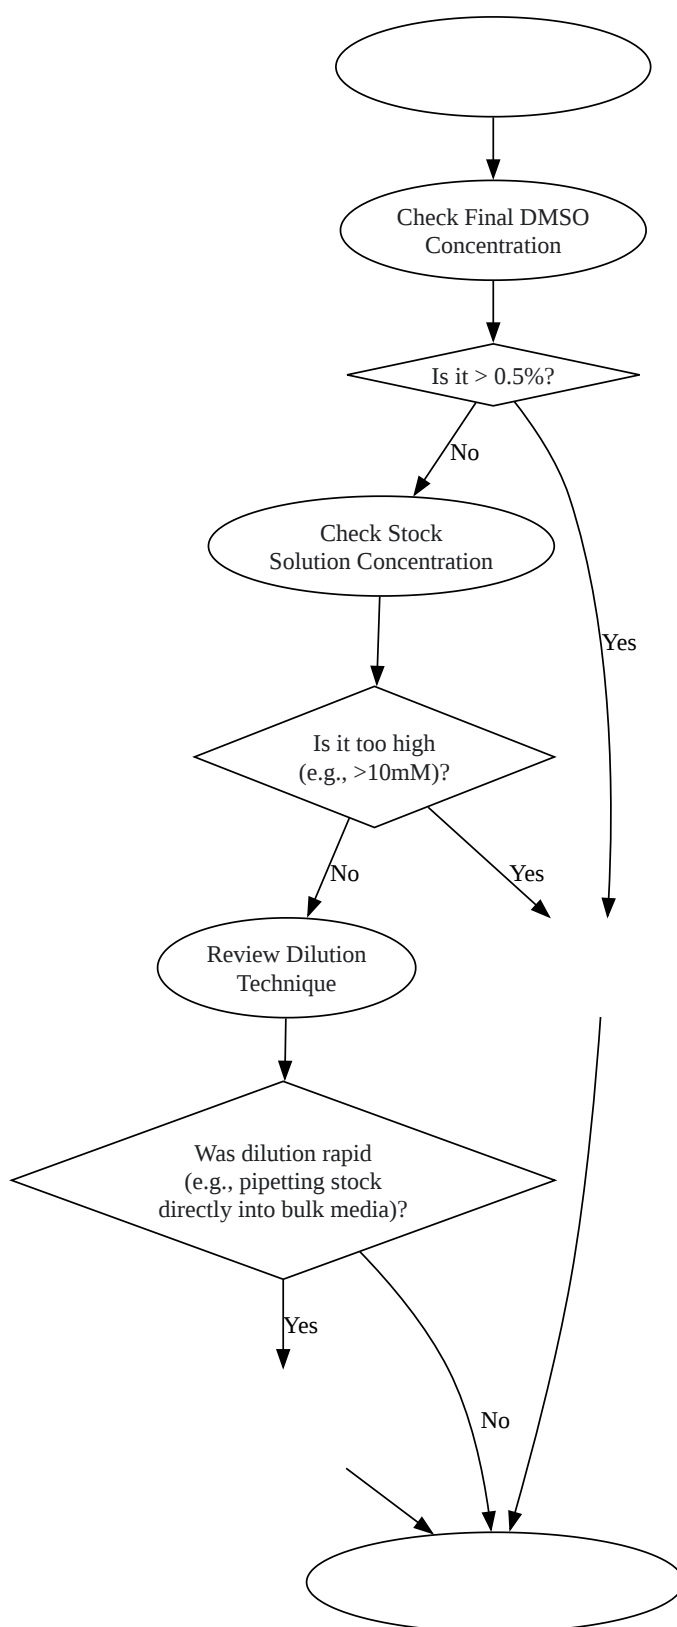 Check Final DMSO
Concentration
Is it > 0.5%?
No
Check Stock
Solution Concentration
Yes
Is it too high
(e.g., >10mM)?
No
Yes
Review Dilution
Technique
Was dilution rapid
(e.g., pipetting stock
directly into bulk media)?
Yes
No